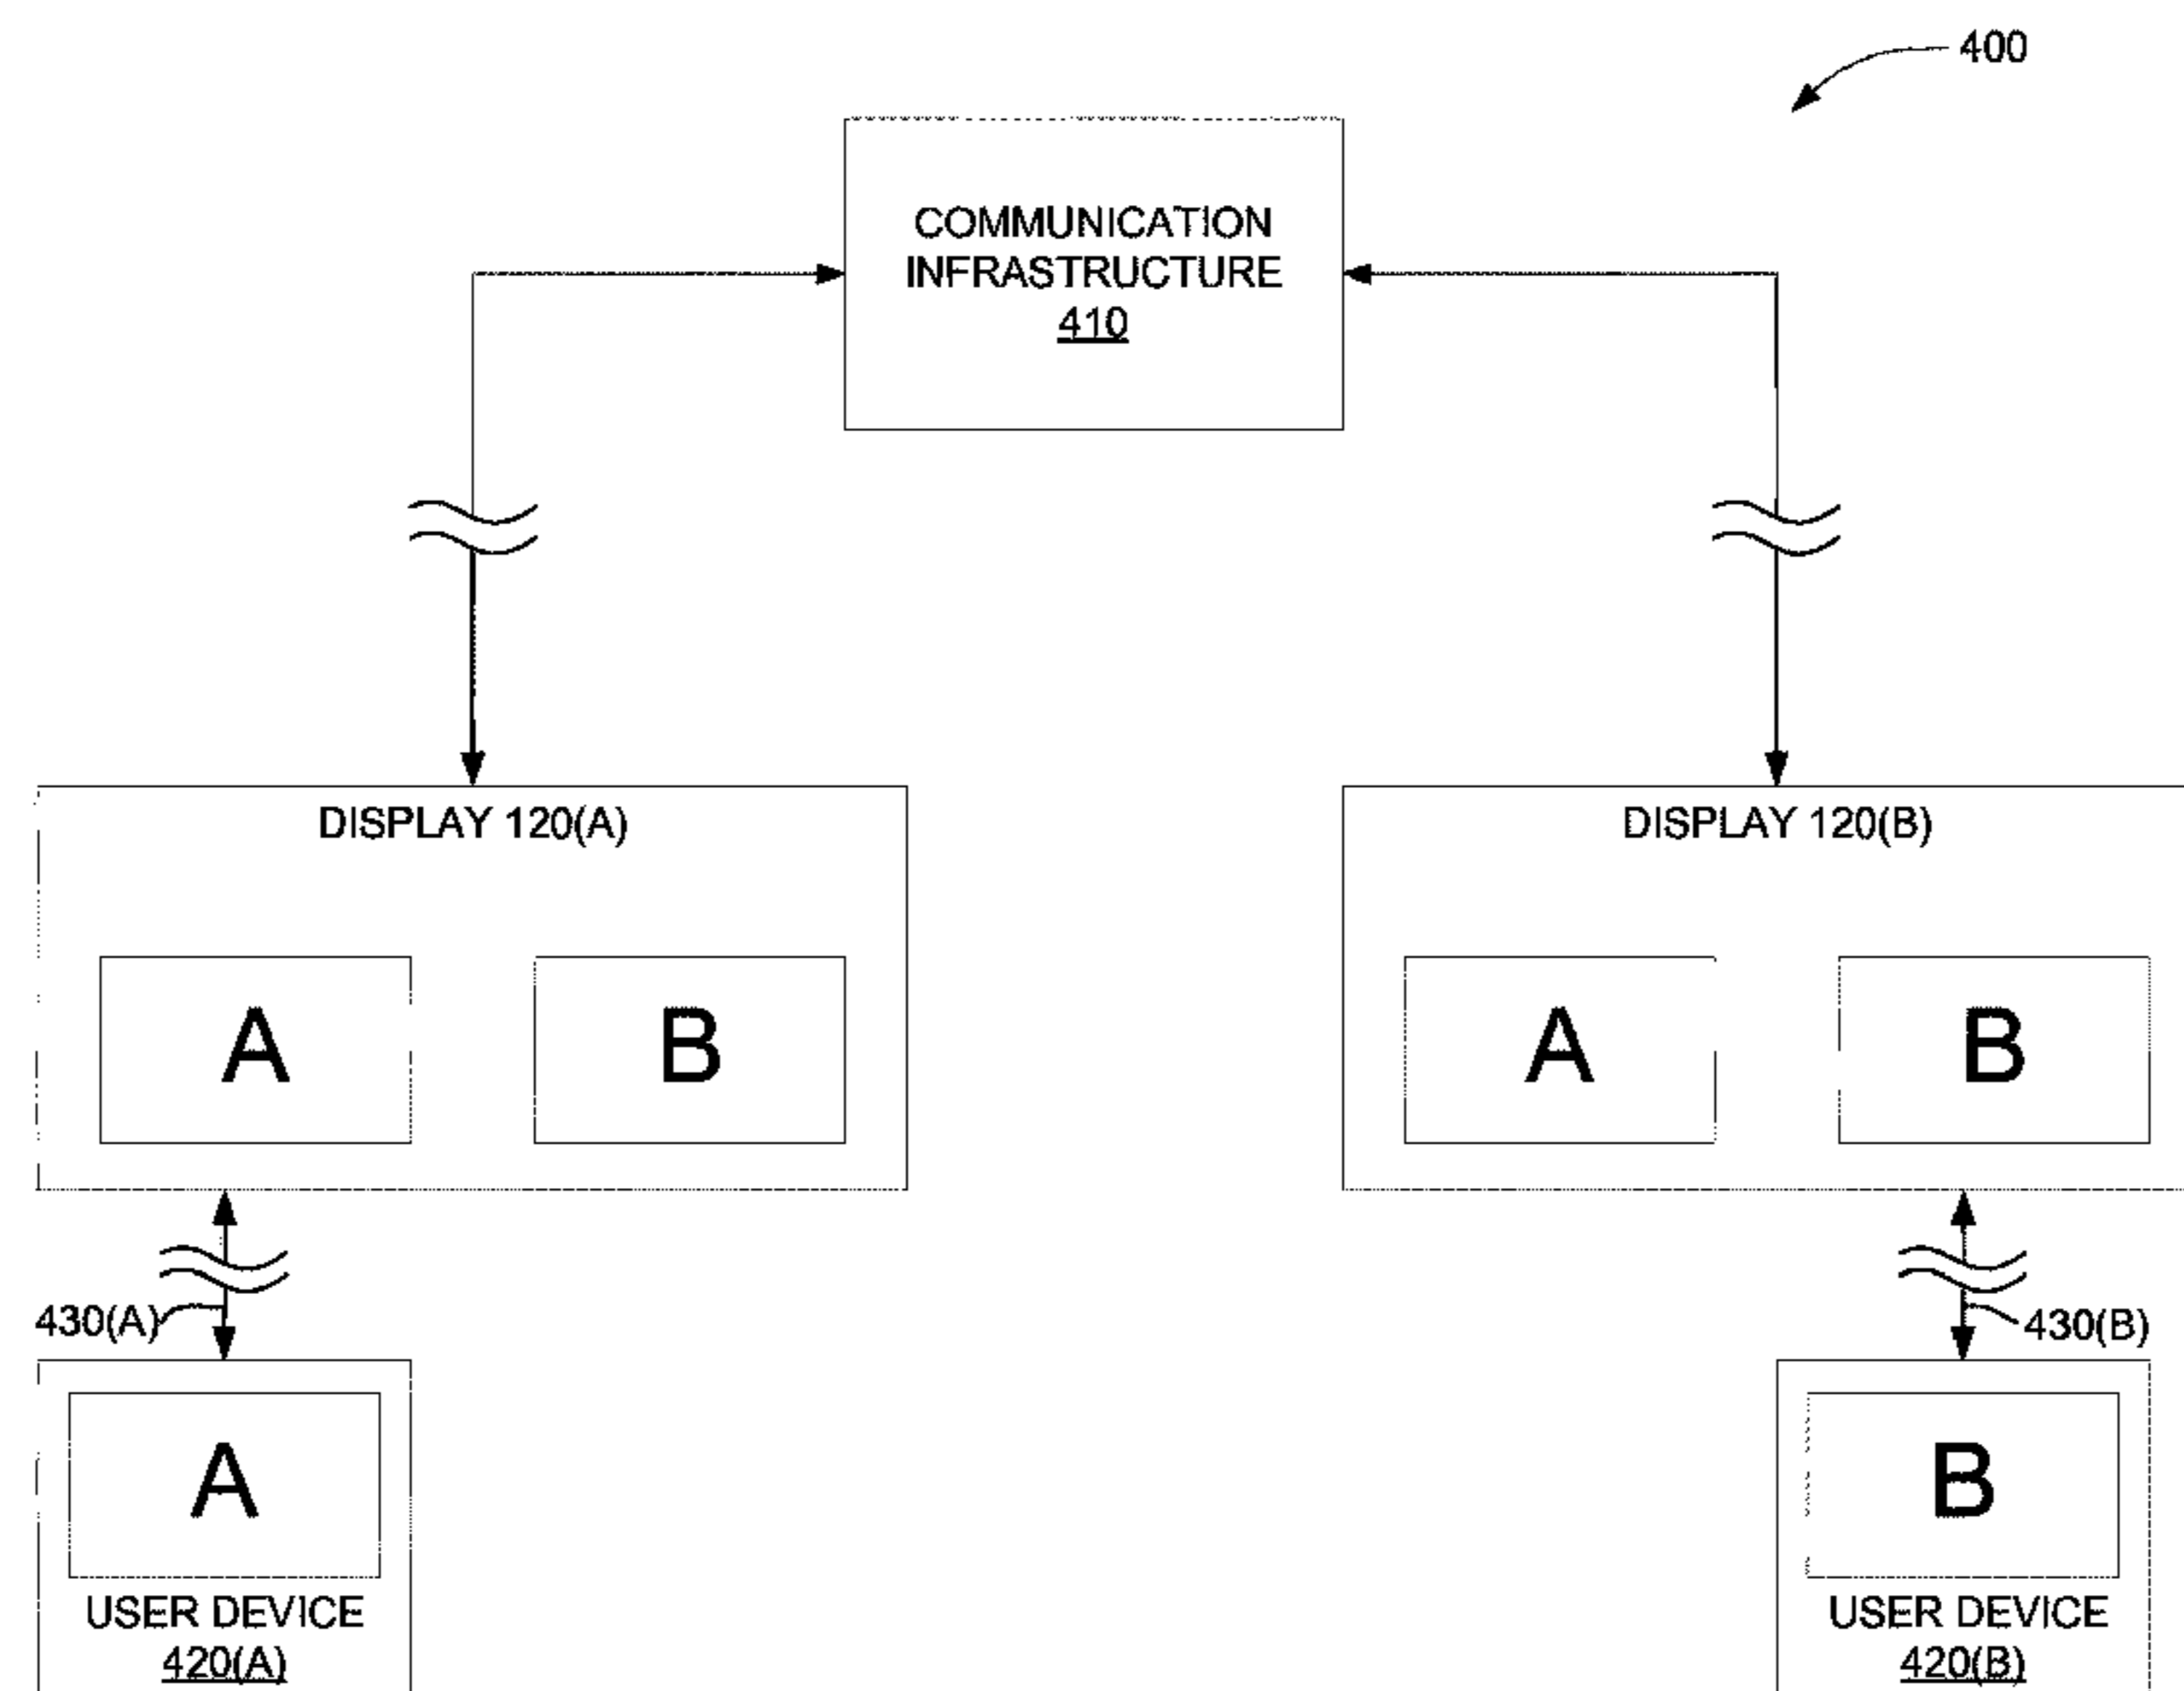 400
COMMUNICATION
INFRASTRUCTURE
410
DISPLAY 120(A)
A
B
DISPLAY 120(B)
A
B
430(A)
430(B)
A
USER DEVICE
420(A)
B
USER DEVICE
420(B)